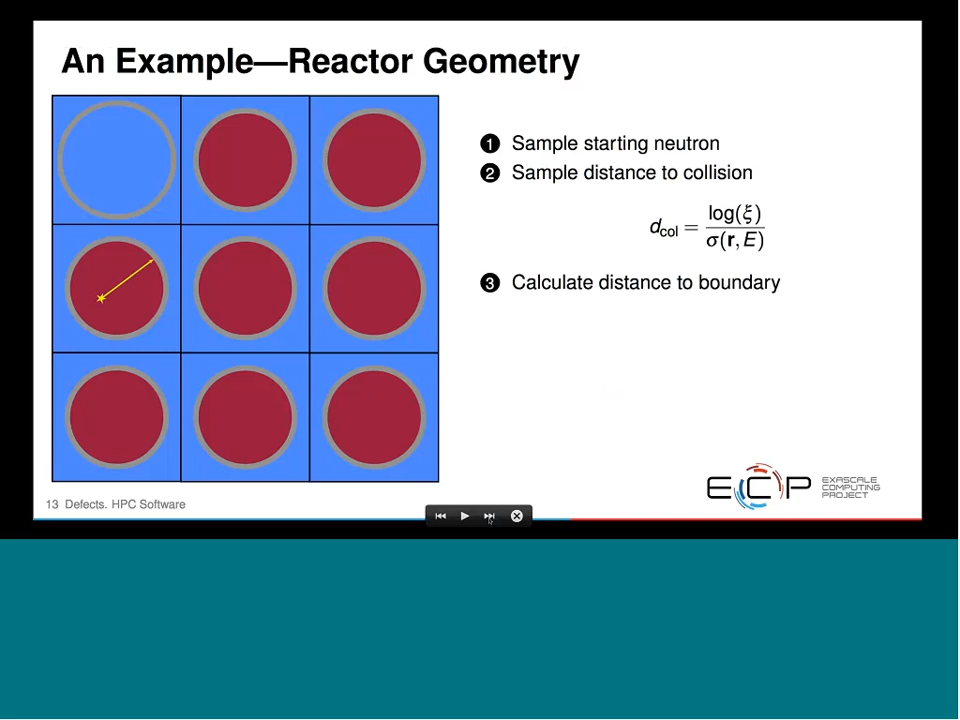 An Example—Reactor Geometry
1 Sample starting neutron
2 Sample distance to collision
d_col = log(ξ) / σ(r, E)
3 Calculate distance to boundary
13 Defects. HPC Software
ECP EXASCALE COMPUTING PROJECT